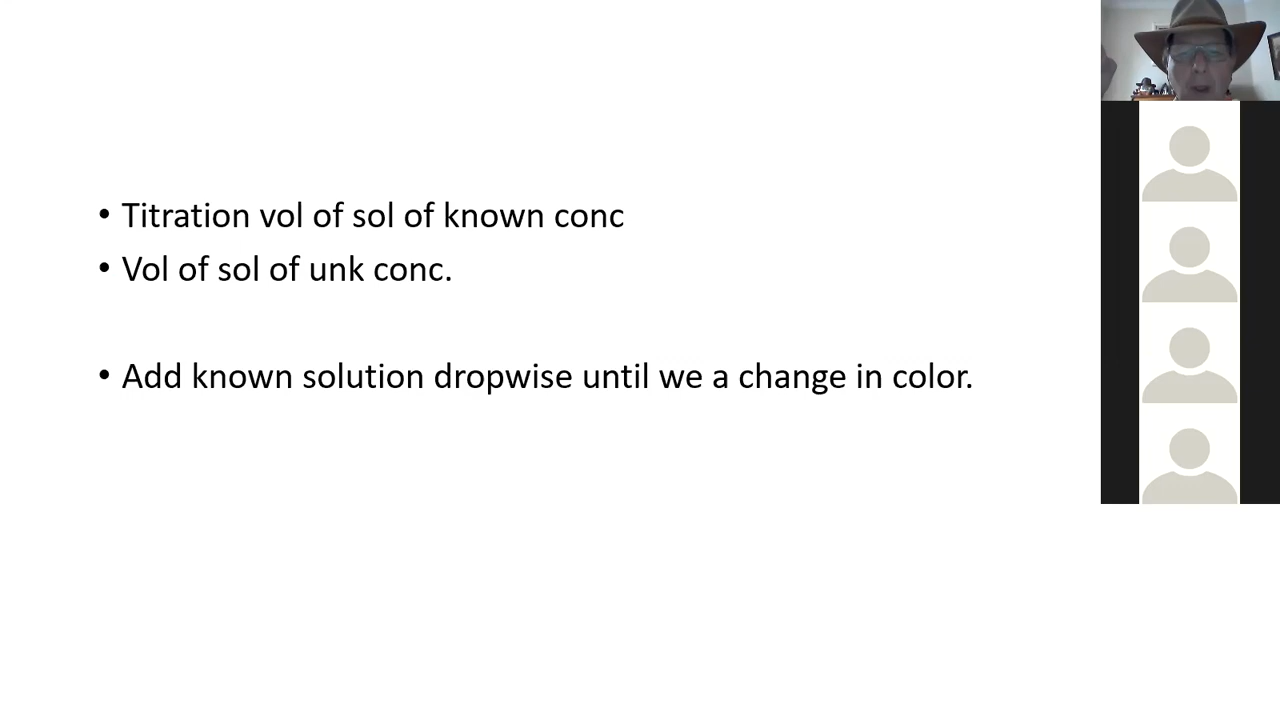 • Titration vol of sol of known conc
• Vol of sol of unk conc.
• Add known solution dropwise until we a change in color.